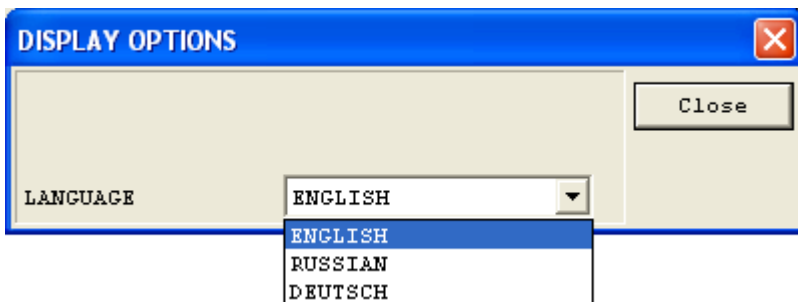 DISPLAY OPTIONS
Close
LANGUAGE ENGLISH
ENGLISH
RUSSIAN
DEUTSCH